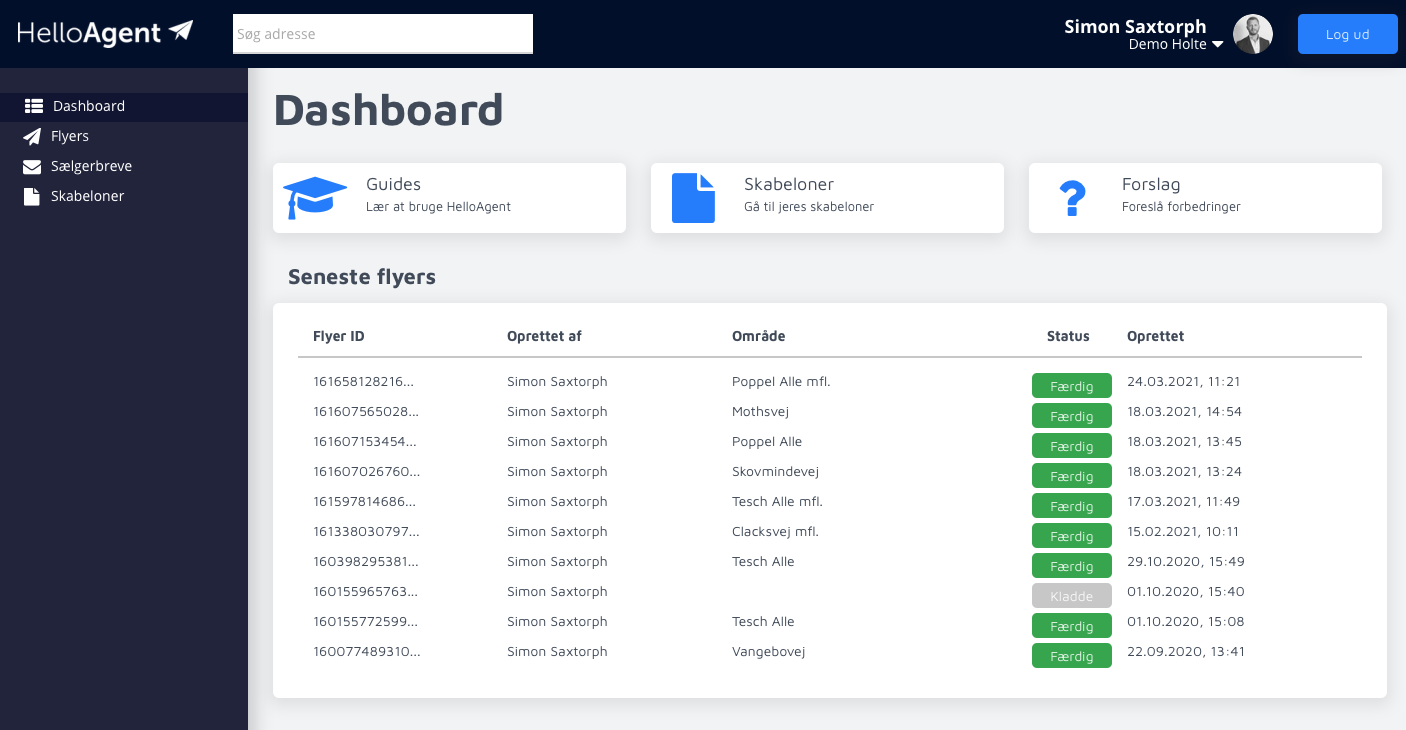 HelloAgent
Søg adresse
Simon Saxtorph
Demo Holte
Log ud
Dashboard
Flyers
Sælgerbreve
Skabeloner
Dashboard
Guides
Lær at bruge HelloAgent
Skabeloner
Gå til jeres skabeloner
Forslag
Foreslå forbedringer
Seneste flyers
Flyer ID Oprettet af Område Status Oprettet
161658128216... Simon Saxtorph Poppel Alle mfl. Færdig 24.03.2021, 11:21
161607565028... Simon Saxtorph Mothsvej Færdig 18.03.2021, 14:54
161607153454... Simon Saxtorph Poppel Alle Færdig 18.03.2021, 13:45
161607026760... Simon Saxtorph Skovmindevej Færdig 18.03.2021, 13:24
161597814686... Simon Saxtorph Tesch Alle mfl. Færdig 17.03.2021, 11:49
161338030797... Simon Saxtorph Clacksvej mfl. Færdig 15.02.2021, 10:11
160398295381... Simon Saxtorph Tesch Alle Færdig 29.10.2020, 15:49
160155965763... Simon Saxtorph Kladde 01.10.2020, 15:40
160155772599... Simon Saxtorph Tesch Alle Færdig 01.10.2020, 15:08
160077489310... Simon Saxtorph Vangebovej Færdig 22.09.2020, 13:41